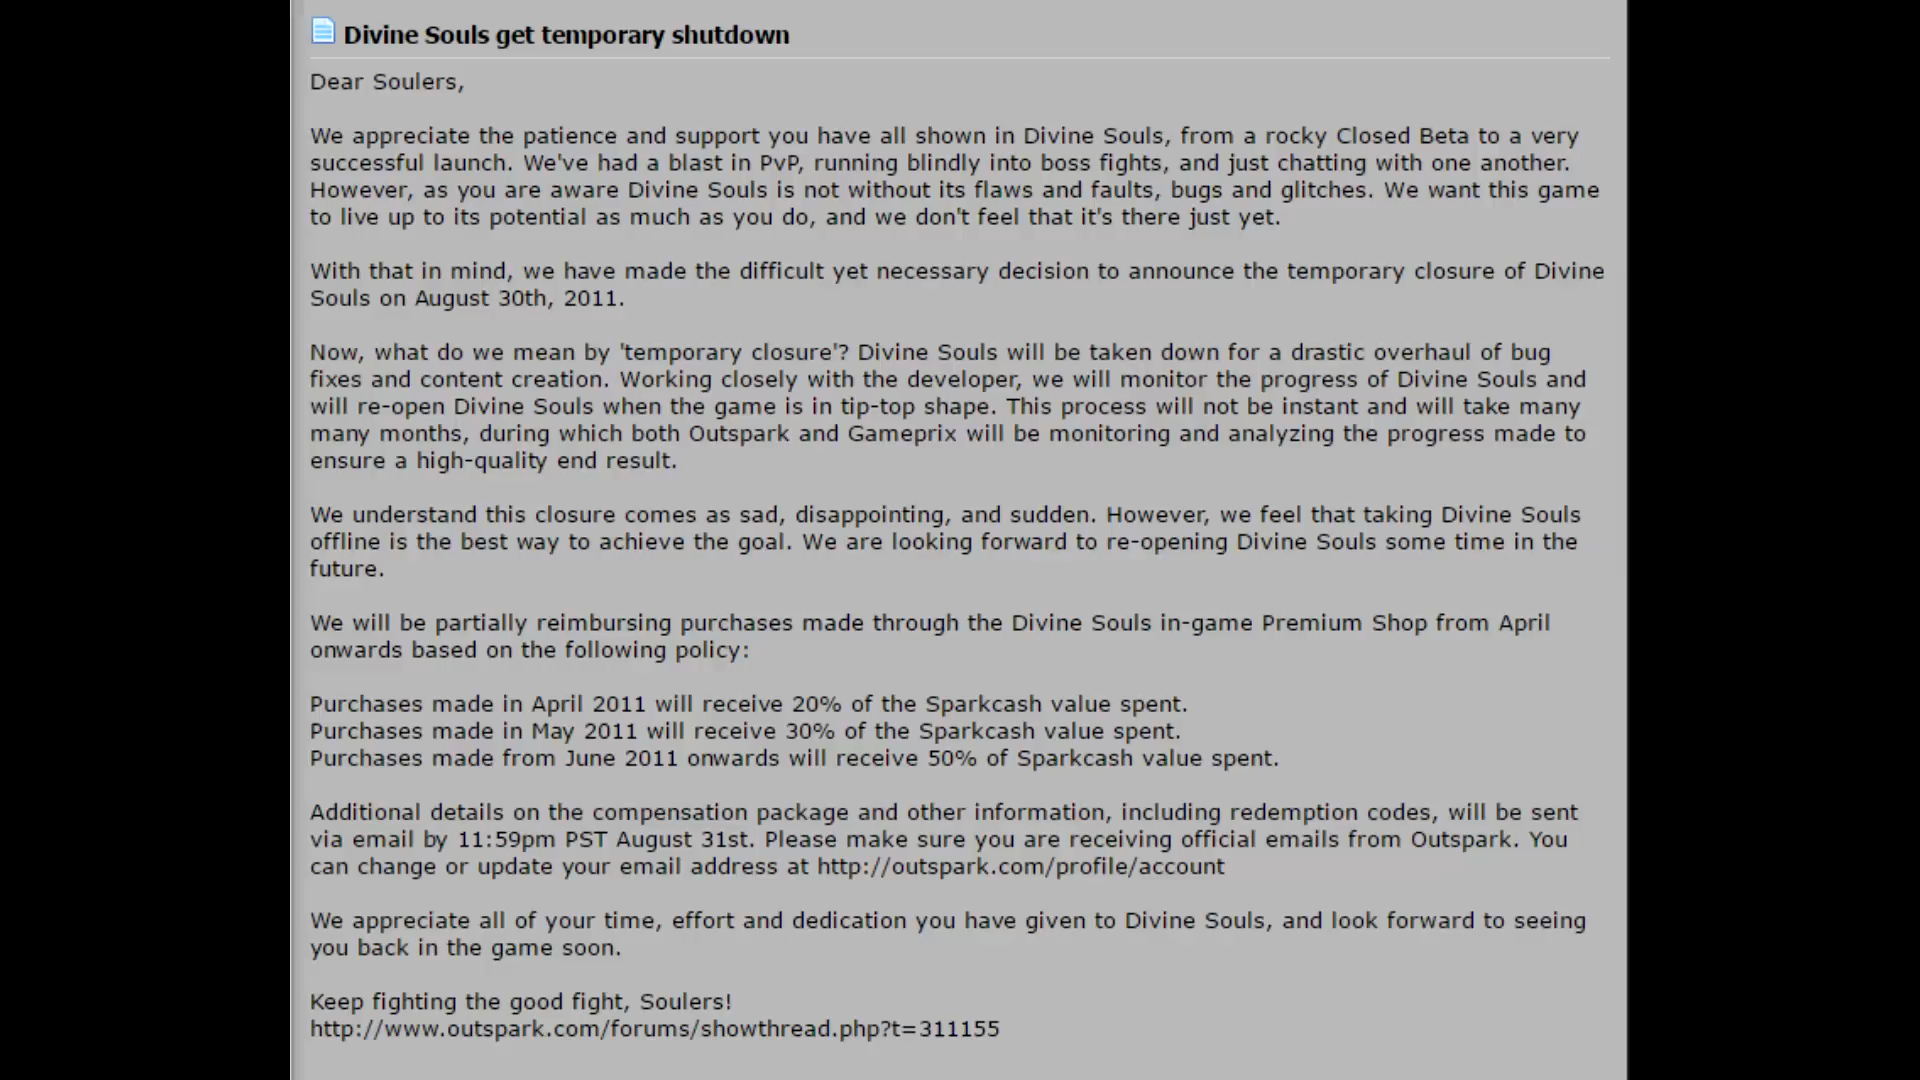 Divine Souls get temporary shutdown
Dear Soulers,
We appreciate the patience and support you have all shown in Divine Souls, from a rocky Closed Beta to a very
successful launch. We've had a blast in PvP, running blindly into boss fights, and just chatting with one another.
However, as you are aware Divine Souls is not without its flaws and faults, bugs and glitches. We want this game
to live up to its potential as much as you do, and we don't feel that it's there just yet.
With that in mind, we have made the difficult yet necessary decision to announce the temporary closure of Divine
Souls on August 30th, 2011.
Now, what do we mean by 'temporary closure'? Divine Souls will be taken down for a drastic overhaul of bug
fixes and content creation. Working closely with the developer, we will monitor the progress of Divine Souls and
will re-open Divine Souls when the game is in tip-top shape. This process will not be instant and will take many
many months, during which both Outspark and Gameprix will be monitoring and analyzing the progress made to
ensure a high-quality end result.
We understand this closure comes as sad, disappointing, and sudden. However, we feel that taking Divine Souls
offline is the best way to achieve the goal. We are looking forward to re-opening Divine Souls some time in the
future.
We will be partially reimbursing purchases made through the Divine Souls in-game Premium Shop from April
onwards based on the following policy:
Purchases made in April 2011 will receive 20% of the Sparkcash value spent.
Purchases made in May 2011 will receive 30% of the Sparkcash value spent.
Purchases made from June 2011 onwards will receive 50% of Sparkcash value spent.
Additional details on the compensation package and other information, including redemption codes, will be sent
via email by 11:59pm PST August 31st. Please make sure you are receiving official emails from Outspark. You
can change or update your email address at http://outspark.com/profile/account
We appreciate all of your time, effort and dedication you have given to Divine Souls, and look forward to seeing
you back in the game soon.
Keep fighting the good fight, Soulers!
http://www.outspark.com/forums/showthread.php?t=311155